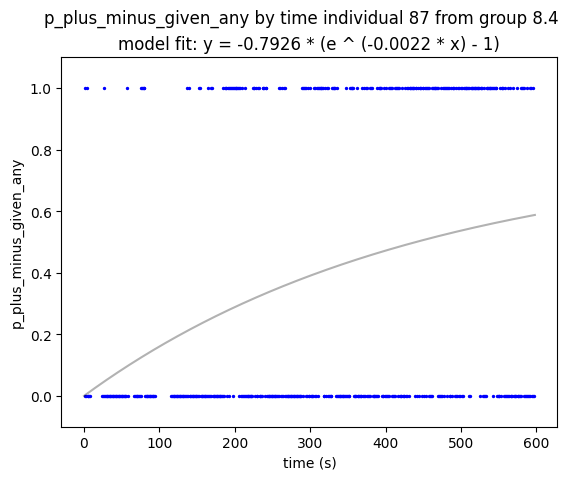 p_plus_minus_given_any by time individual 87 from group 8.4
model fit: y = -0.7926 * (e ^ (-0.0022 * x) - 1)
1.0
0.8
0.6
0.4
0.2
0.0
p_plus_minus_given_any
0 100 200 300 400 500 600
time (s)